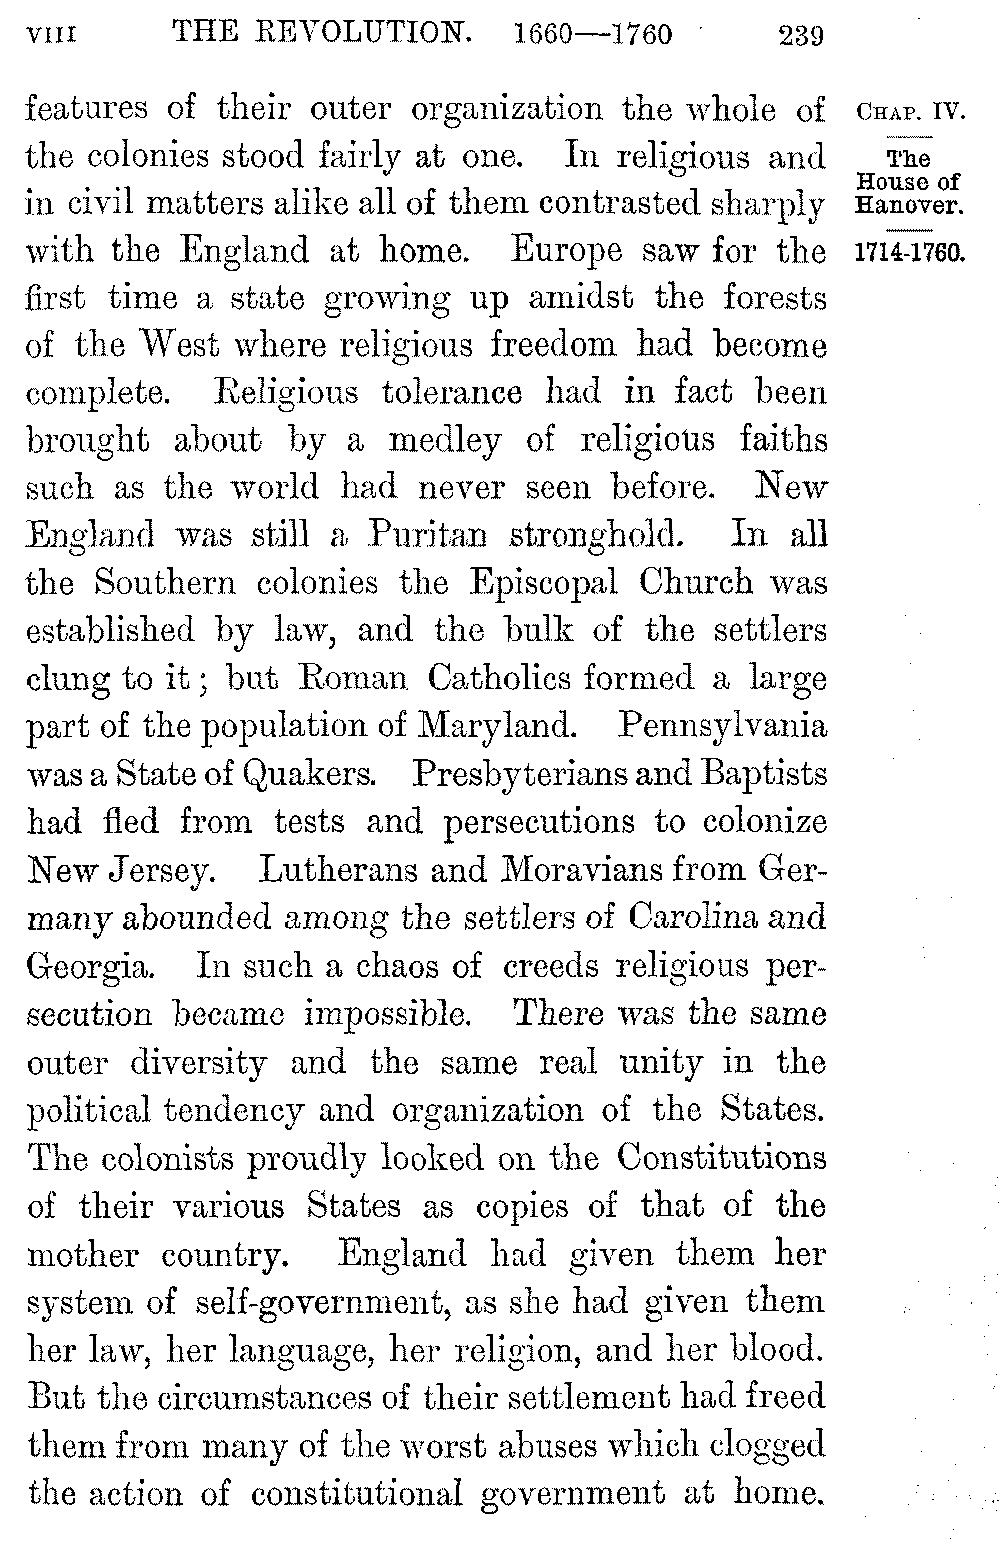 VIII THE REVOLUTION. 1660—1760 239
features of their outer organization the whole of
the colonies stood fairly at one. In religious and
in civil matters alike all of them contrasted sharply
with the England at home. Europe saw for the
first time a state growing up amidst the forests
of the West where religious freedom had become
complete. Religious tolerance had in fact been
brought about by a medley of religious faiths
such as the world had never seen before. New
England was still a Puritan stronghold. In all
the Southern colonies the Episcopal Church was
established by law, and the bulk of the settlers
clung to it; but Roman Catholics formed a large
part of the population of Maryland. Pennsylvania
was a State of Quakers. Presbyterians and Baptists
had fled from tests and persecutions to colonize
New Jersey. Lutherans and Moravians from Ger-
many abounded among the settlers of Carolina and
Georgia. In such a chaos of creeds religious per-
secution became impossible. There was the same
outer diversity and the same real unity in the
political tendency and organization of the States.
The colonists proudly looked on the Constitutions
of their various States as copies of that of the
mother country. England had given them her
system of self-government, as she had given them
her law, her language, her religion, and her blood.
But the circumstances of their settlement had freed
them from many of the worst abuses which clogged
the action of constitutional government at home.
CHAP. IV.
The
House of
Hanover.
1714-1760.